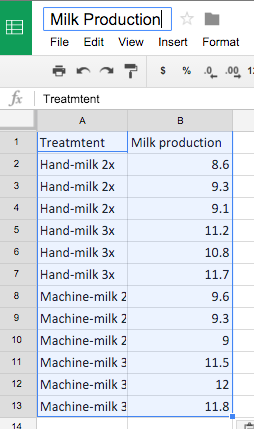 Milk Production
File Edit View Insert Format
$ % .0 .00 12
fx Treatmtent
A B
1 Treatmtent Milk production
2 Hand-milk 2x 8.6
3 Hand-milk 2x 9.3
4 Hand-milk 2x 9.1
5 Hand-milk 3x 11.2
6 Hand-milk 3x 10.8
7 Hand-milk 3x 11.7
8 Machine-milk 2 9.6
9 Machine-milk 2 9.3
10 Machine-milk 2 9
11 Machine-milk 3 11.5
12 Machine-milk 3 12
13 Machine-milk 3 11.8
14